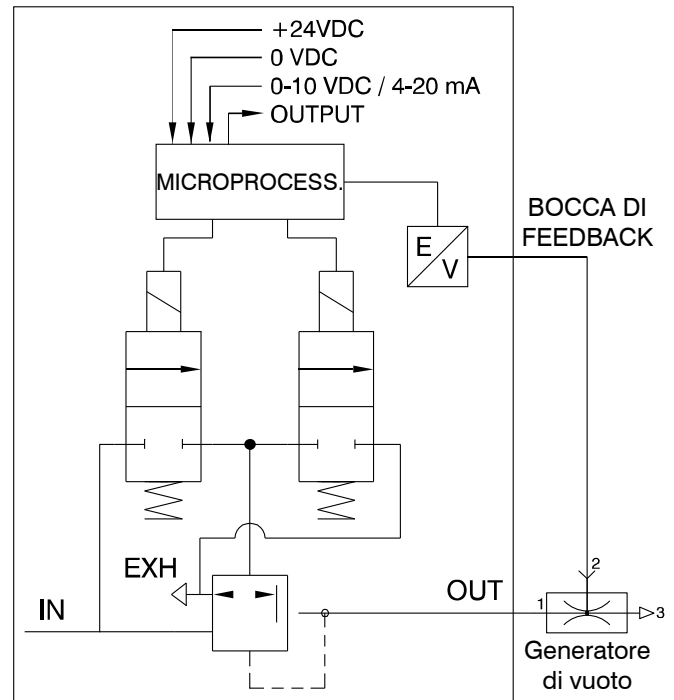 +24VDC
0 VDC
0-10 VDC / 4-20 mA
OUTPUT
MICROPROCESS.
BOCCA DI
FEEDBACK
E
V
EXH
IN
OUT
1
2
3
Generatore
di vuoto